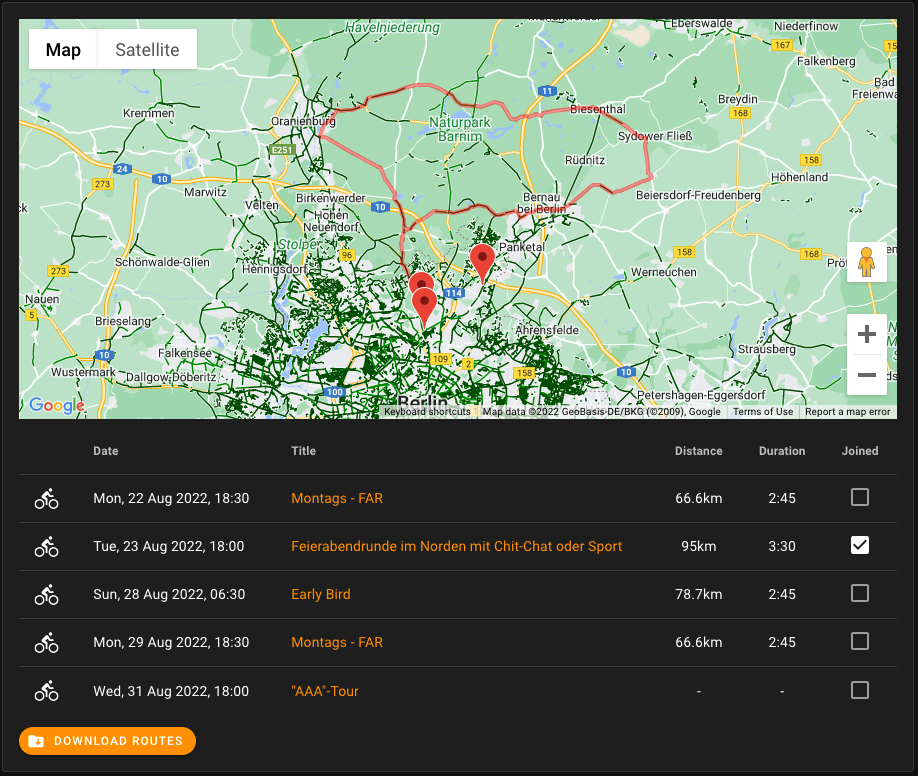 Havelniederung
Eberswalde
Niederfinow
167
15
Falkenberg
Map
Satellite
11
Bad
Freienwa
Kremmen
Breydin
168
Biesenthal
Oranienburg
Naturpark
Barnim
Sydower Fließ
E251
24
10
273
158
Rüdnitz
Höhenland
Marwitz
Birkenwerder
Velten
10
Bernau
bei Berlin
Beiersdorf-Freudenberg
Hohen
Neuendorf
Stolpe
96
Panketal
158
168
Schönwalde-Glien
Hennigsdorf
Werneuchen
273
Nauen
114
5
Brieselang
Ahrensfelde
Strausberg
10
Falkensee
109
2
158
10
Wustermark
Dallgow-Döberitz
100
Petershagen-Eggersdorf
Berlin
Google
Keyboard shortcuts
Map data ©2022 GeoBasis-DE/BKG (©2009), Google
Terms of Use
Report a map error
Date Title Distance Duration Joined
Mon, 22 Aug 2022, 18:30 Montags - FAR 66.6km 2:45
Tue, 23 Aug 2022, 18:00 Feierabendrunde im Norden mit Chit-Chat oder Sport 95km 3:30
Sun, 28 Aug 2022, 06:30 Early Bird 78.7km 2:45
Mon, 29 Aug 2022, 18:30 Montags - FAR 66.6km 2:45
Wed, 31 Aug 2022, 18:00 "AAA"-Tour - -
DOWNLOAD ROUTES